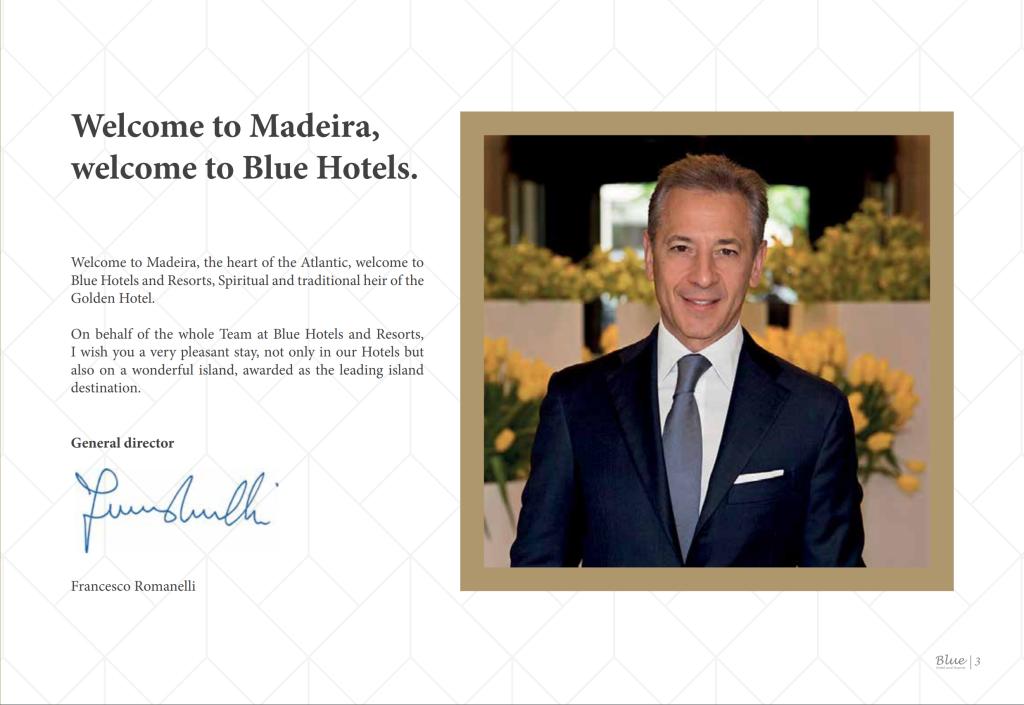 Welcome to Madeira,
welcome to Blue Hotels.
Welcome to Madeira, the heart of the Atlantic, welcome to
Blue Hotels and Resorts, Spiritual and traditional heir of the
Golden Hotel.
On behalf of the whole Team at Blue Hotels and Resorts,
I wish you a very pleasant stay, not only in our Hotels but
also on a wonderful island, awarded as the leading island
destination.
General director
Francesco Romanelli
Blue | 3